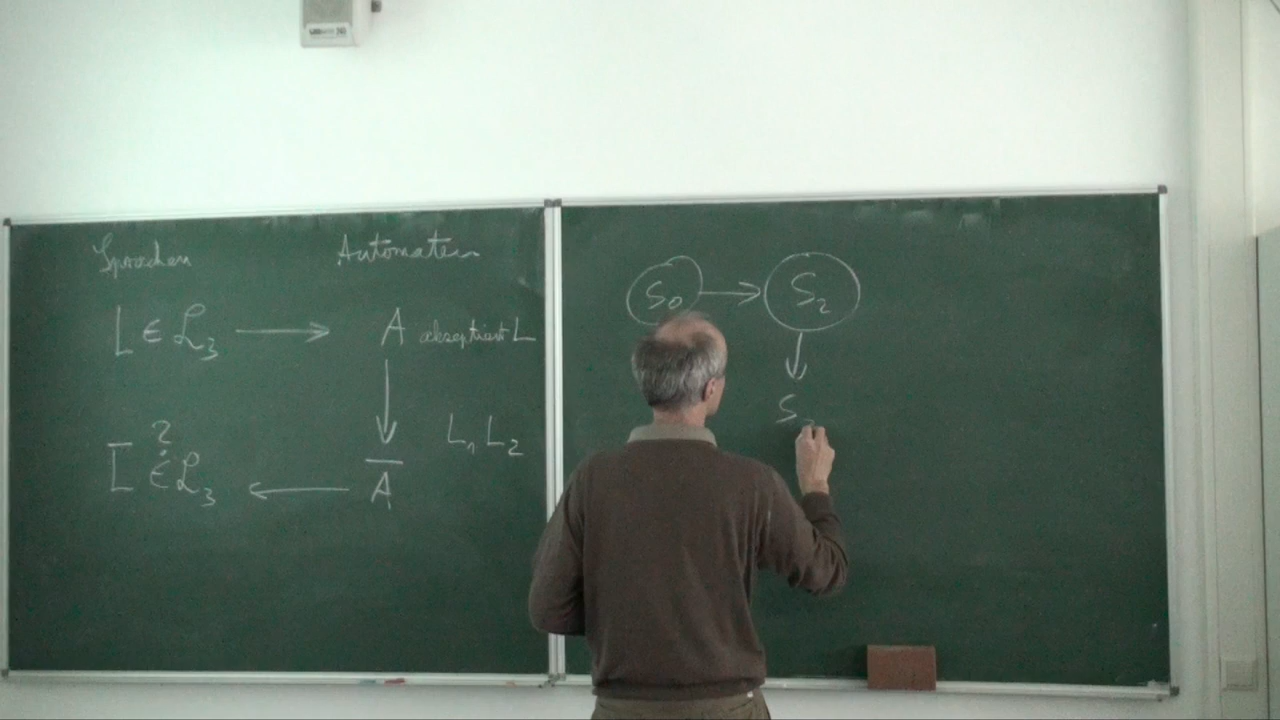 Sprachen Automaten
L ∈ ℒ₃ → A akzeptiert L
L₁ L₂
?
L̅ ∈ ℒ₃ ← A̅
S₀ → S₂
S